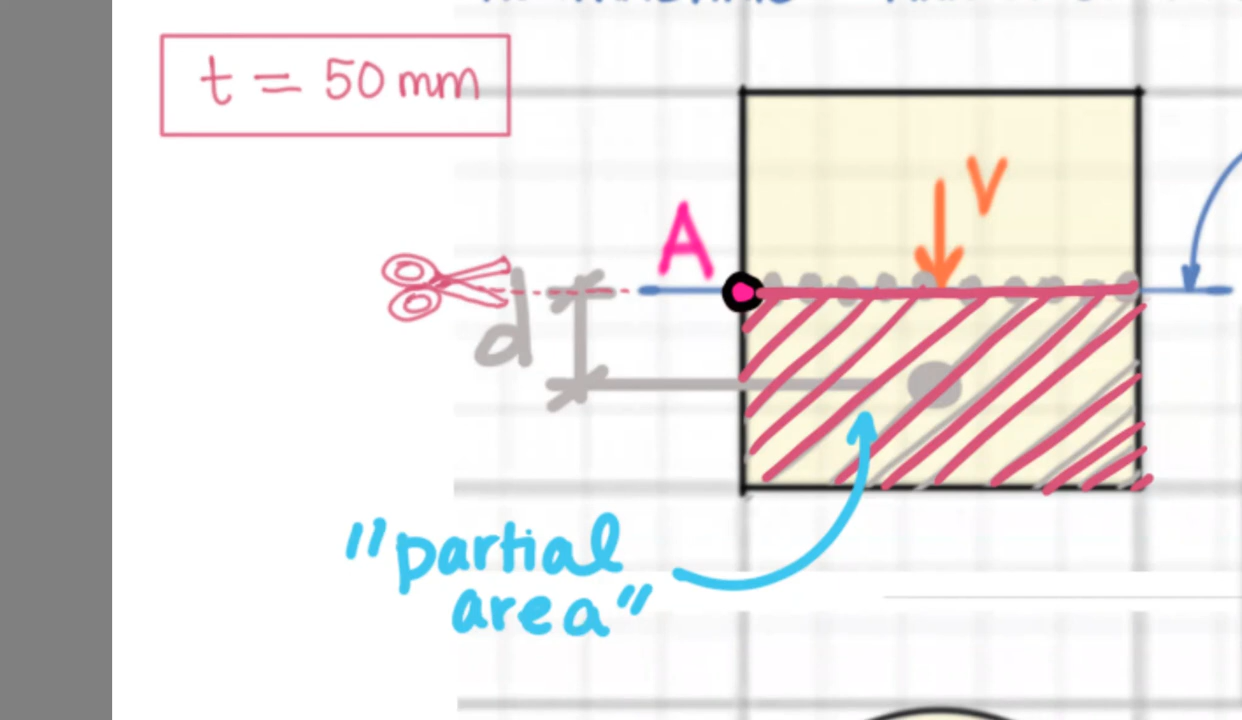 t = 50 mm
V
A
d
"partial
area"